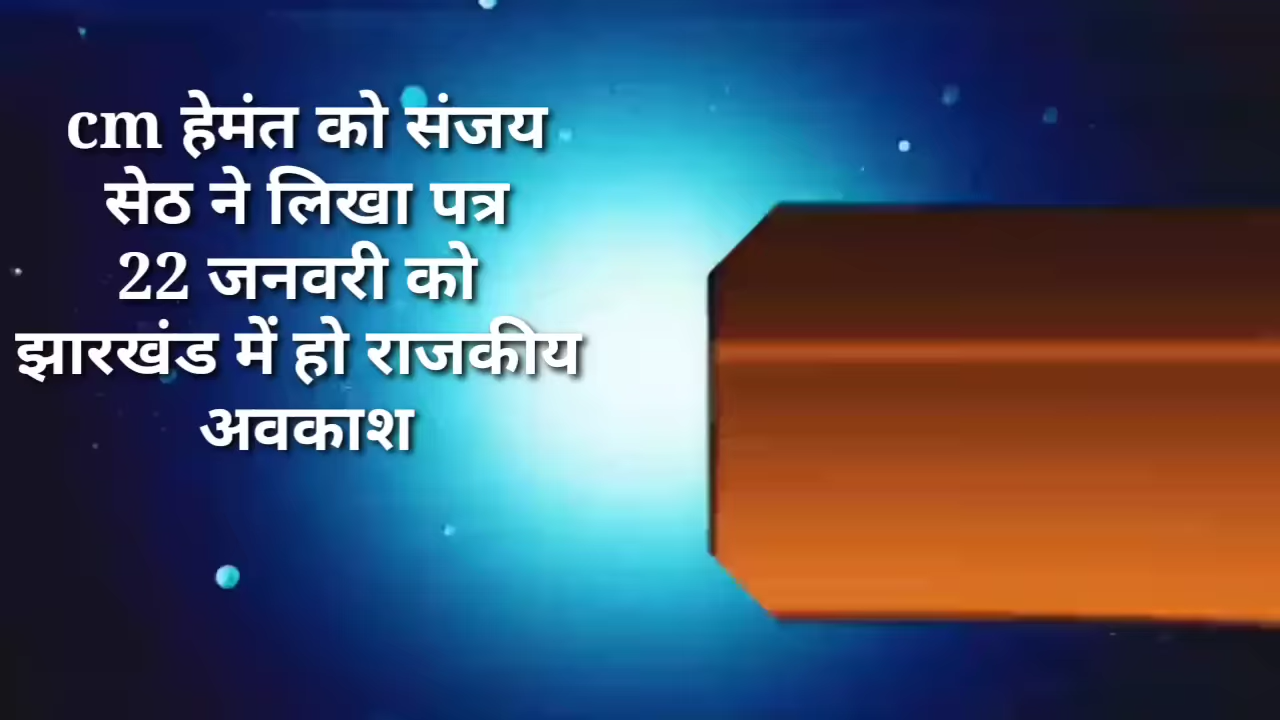 cm हेमंत को संजय
सेठ ने लिखा पत्र
22 जनवरी को
झारखंड में हो राजकीय
अवकाश